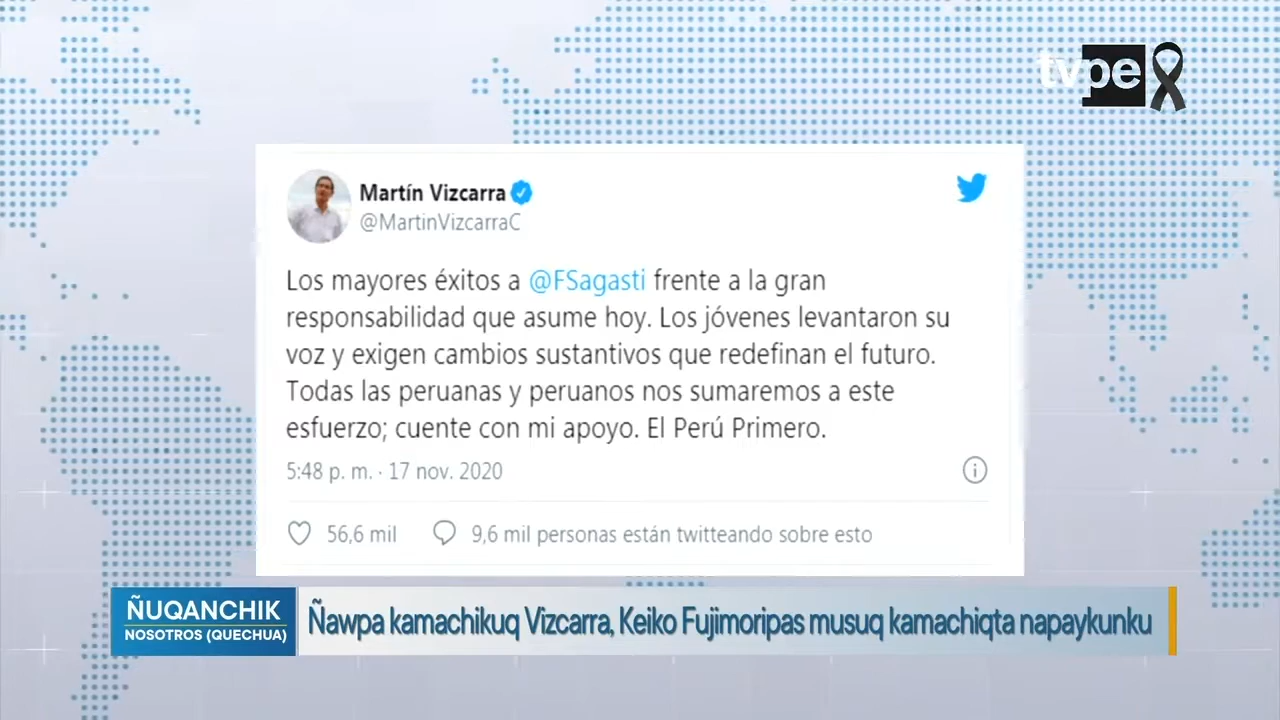 tvpe
Martín Vizcarra
@MartinVizcarraC
Los mayores éxitos a @FSagasti frente a la gran
responsabilidad que asume hoy. Los jóvenes levantaron su
voz y exigen cambios sustantivos que redefinan el futuro.
Todas las peruanas y peruanos nos sumaremos a este
esfuerzo; cuente con mi apoyo. El Perú Primero.
5:48 p. m. · 17 nov. 2020
56,6 mil 9,6 mil personas están twitteando sobre esto
ÑUQANCHIK
NOSOTROS (QUECHUA)
Ñawpa kamachikuq Vizcarra, Keiko Fujimoripas musuq kamachiqta napaykunku